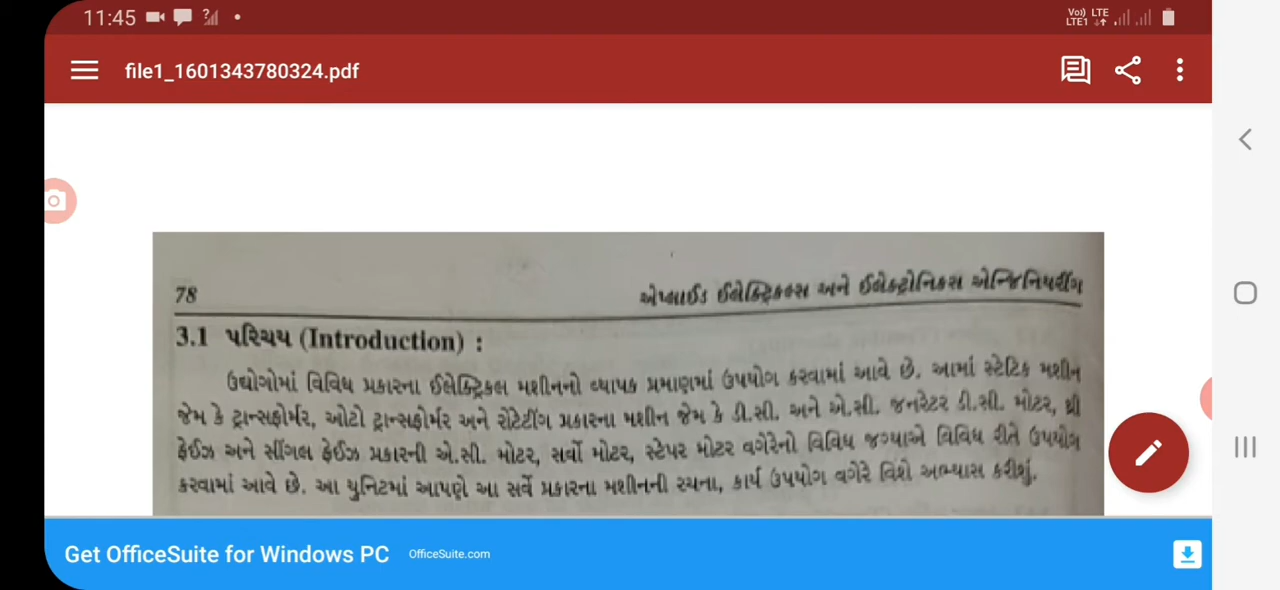 11:45
Vo)) LTE
LTE1
file1_1601343780324.pdf
78
એપ્લાઈડ ઈલેક્ટ્રિકલ્સ અને ઈલેક્ટ્રોનિક્સ એન્જિનિયરીંગ
3.1 પરિચય (Introduction) :
ઉદ્યોગોમાં વિવિધ પ્રકારના ઈલેક્ટ્રિકલ મશીનનો વ્યાપક પ્રમાણમાં ઉપયોગ કરવામાં આવે છે. આમાં સ્ટેટિક મશીન
જેમ કે ટ્રાન્સફોર્મર, ઓટો ટ્રાન્સફોર્મર અને રોટેટીંગ પ્રકારના મશીન જેમ કે ડી.સી. અને એ.સી. જનરેટર ડી.સી. મોટર, થ્રી
ફેઈઝ અને સીંગલ ફેઈઝ પ્રકારની એ.સી. મોટર, સર્વો મોટર, સ્ટેપર મોટર વગેરેનો વિવિધ જગ્યાએ વિવિધ રીતે ઉપયોગ
કરવામાં આવે છે. આ યુનિટમાં આપણે આ સર્વે પ્રકારના મશીનની રચના, કાર્ય ઉપયોગ વગેરે વિશે અભ્યાસ કરીશું.
Get OfficeSuite for Windows PC OfficeSuite.com